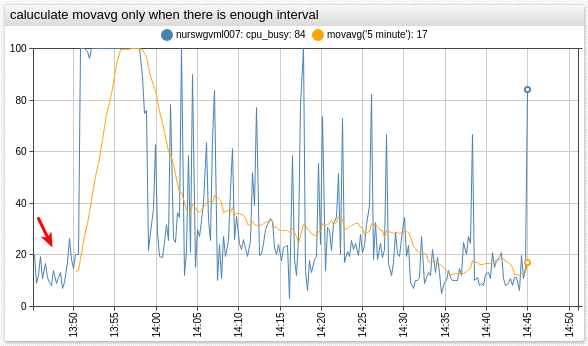 caluculate movavg only when there is enough interval
nurswgvml007: cpu_busy: 84 movavg('5 minute'): 17
100
80
60
40
20
0
13:50 13:55 14:00 14:05 14:10 14:15 14:20 14:25 14:30 14:35 14:40 14:45 14:50